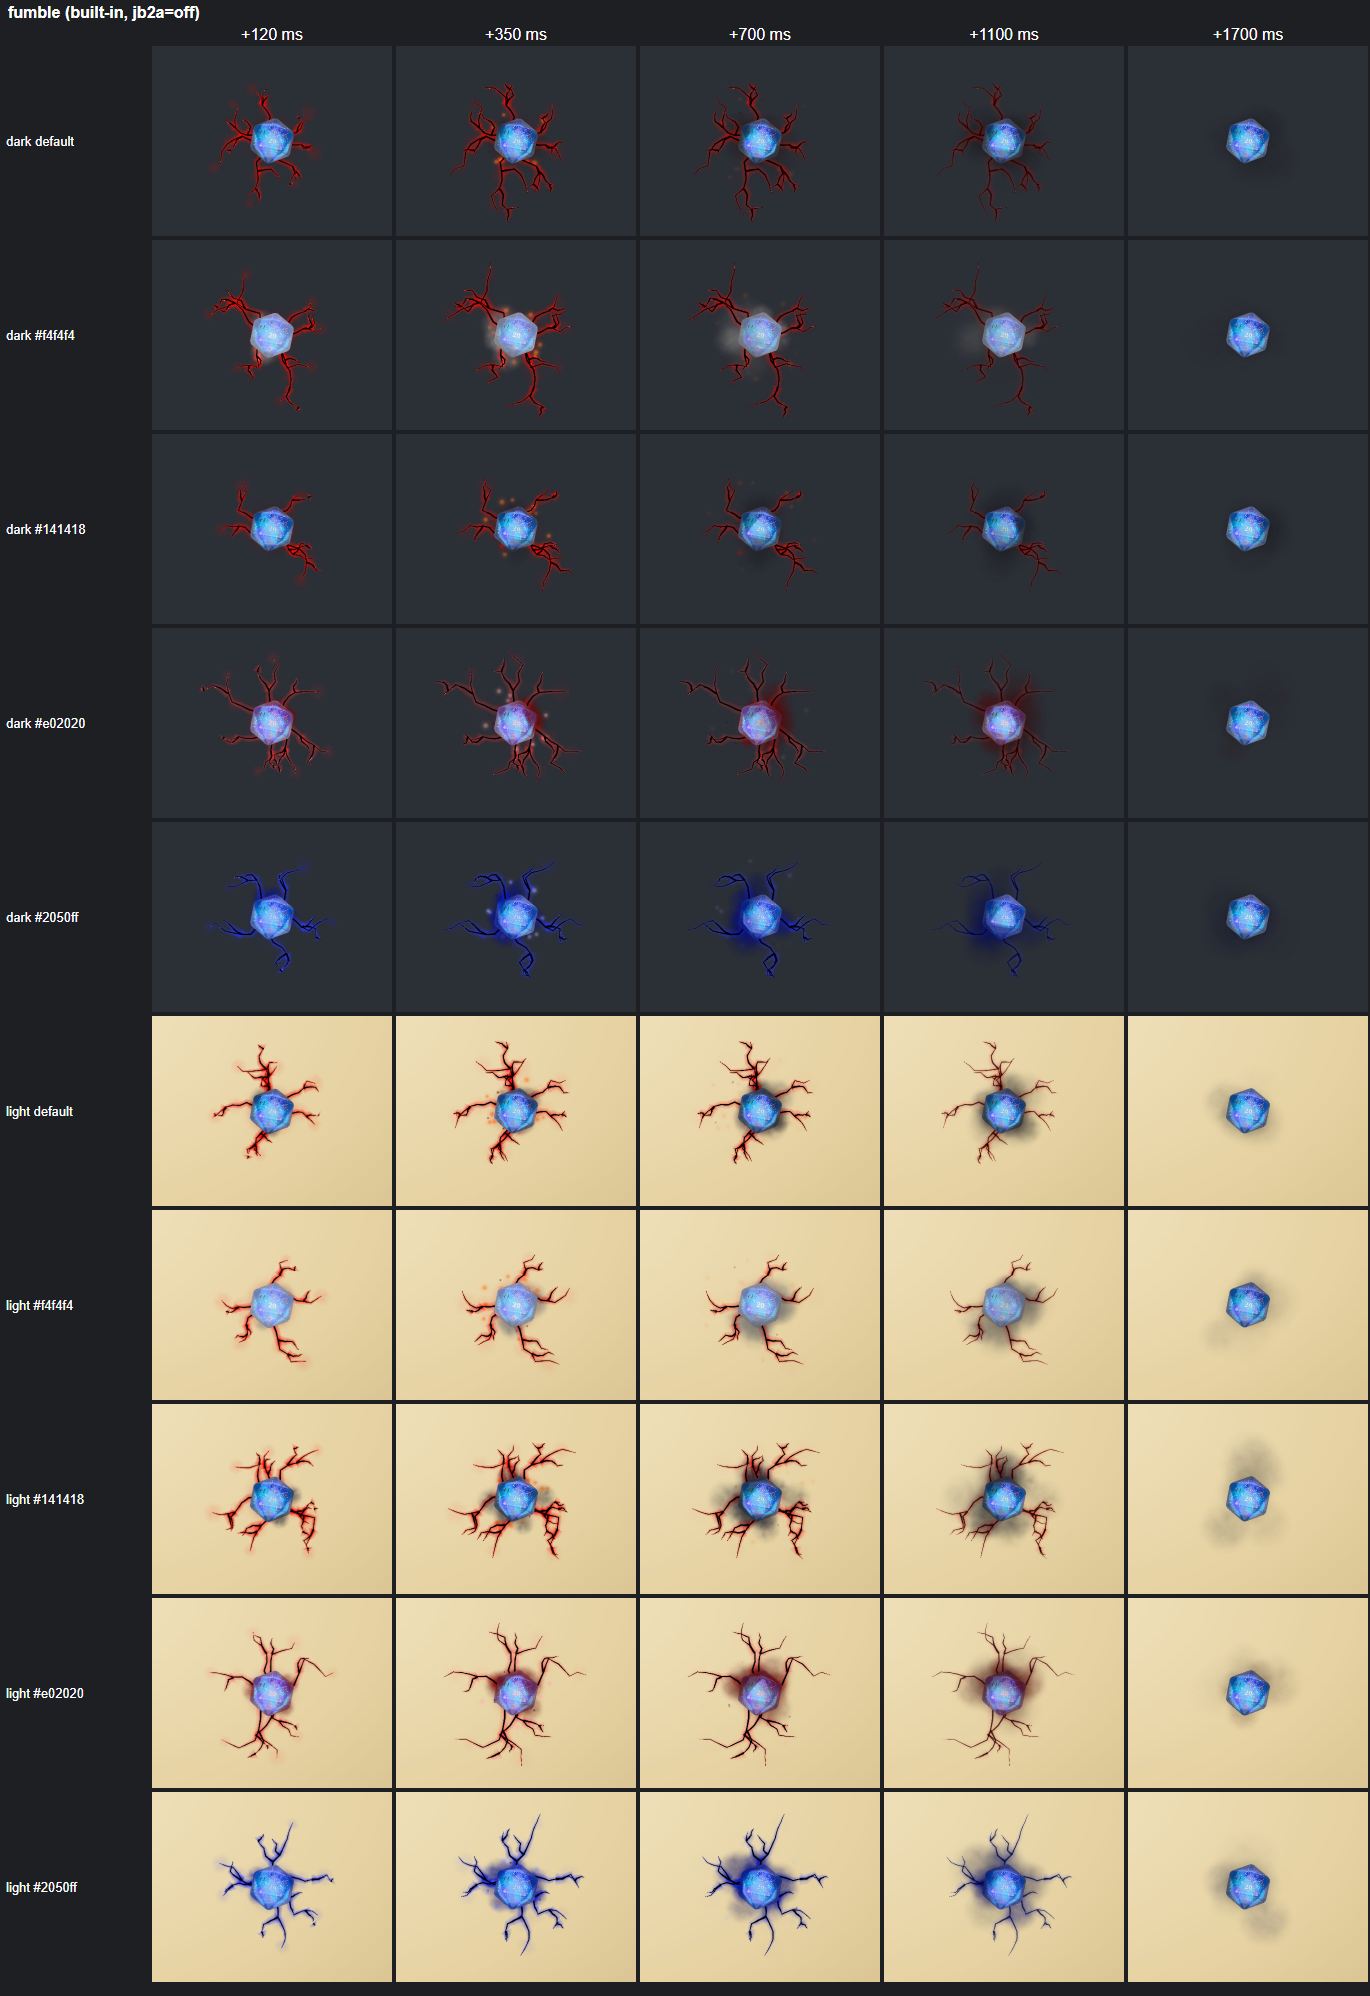 fumble (built-in, jb2a=off)
+120 ms +350 ms +700 ms +1100 ms +1700 ms
dark default
dark #f4f4f4
dark #141418
dark #e02020
dark #2050ff
light default
light #f4f4f4
light #141418
light #e02020
light #2050ff